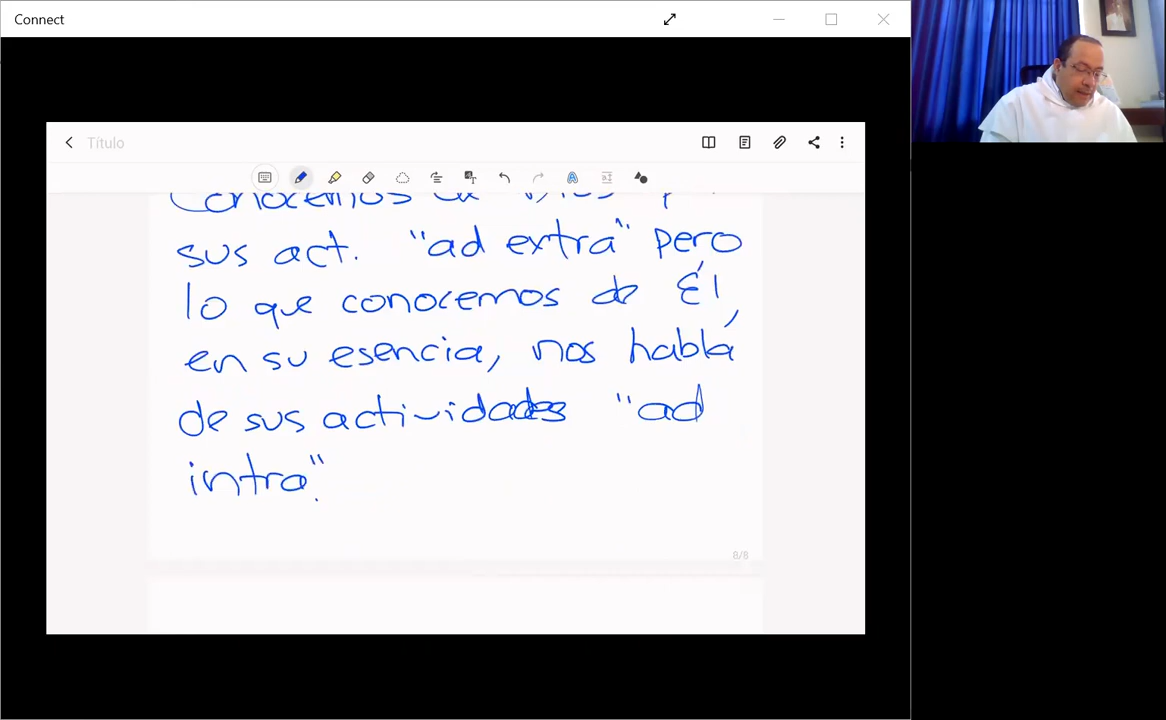 Connect
Título
Conocemos
sus act. "ad extra" pero
lo que conocemos de Él,
en su esencia, nos habla
de sus actividades "ad
intra".
8/8